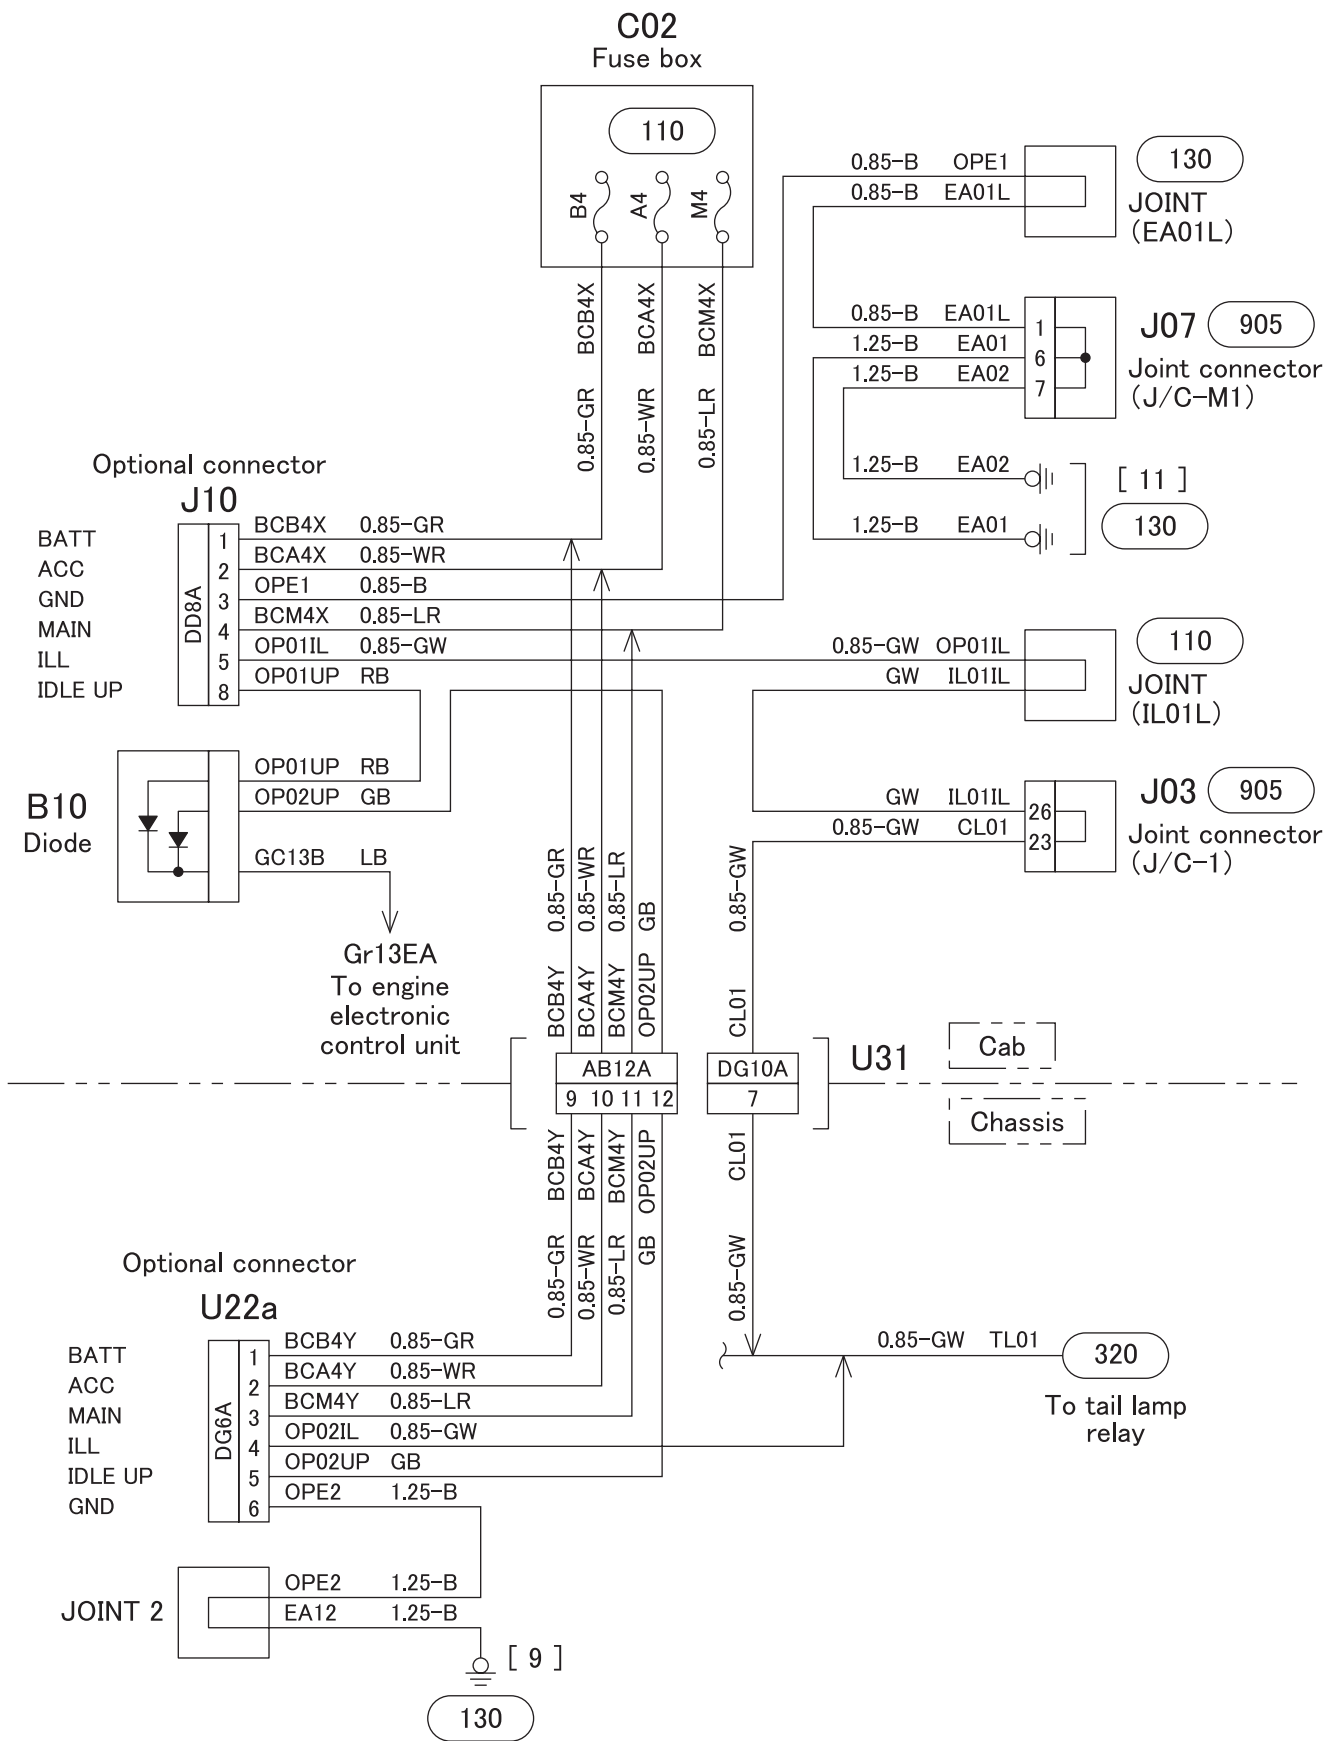 C02
Fuse box
110
B4
A4
M4
BCB4X
BCA4X
BCM4X
0.85-GR
0.85-WR
0.85-LR
0.85-B OPE1
0.85-B EA01L
130
JOINT
(EA01L)
0.85-B EA01L
1.25-B EA01
1.25-B EA02
1
6
7
J07 905
Joint connector
(J/C-M1)
1.25-B EA02
1.25-B EA01
[ 11 ]
130
Optional connector
J10
DD8A
BATT 1 BCB4X 0.85-GR
ACC 2 BCA4X 0.85-WR
GND 3 OPE1 0.85-B
MAIN 4 BCM4X 0.85-LR
ILL 5 OP01IL 0.85-GW
IDLE UP 8 OP01UP RB
0.85-GW OP01IL
GW IL01IL
110
JOINT
(IL01L)
B10
Diode
OP01UP RB
OP02UP GB
GC13B LB
Gr13EA
To engine
electronic
control unit
GW IL01IL
0.85-GW CL01
26
23
J03 905
Joint connector
(J/C-1)
BCB4Y 0.85-GR
BCA4Y 0.85-WR
BCM4Y 0.85-LR
OP02UP GB
CL01 0.85-GW
AB12A
9 10 11 12
DG10A
7
U31
Cab
Chassis
0.85-GR BCB4Y
0.85-WR BCA4Y
0.85-LR BCM4Y
GB OP02UP
0.85-GW CL01
Optional connector
U22a
DG6A
BATT 1 BCB4Y 0.85-GR
ACC 2 BCA4Y 0.85-WR
MAIN 3 BCM4Y 0.85-LR
ILL 4 OP02IL 0.85-GW
IDLE UP 5 OP02UP GB
GND 6 OPE2 1.25-B
0.85-GW TL01
320
To tail lamp
relay
JOINT 2
OPE2 1.25-B
EA12 1.25-B
[ 9 ]
130